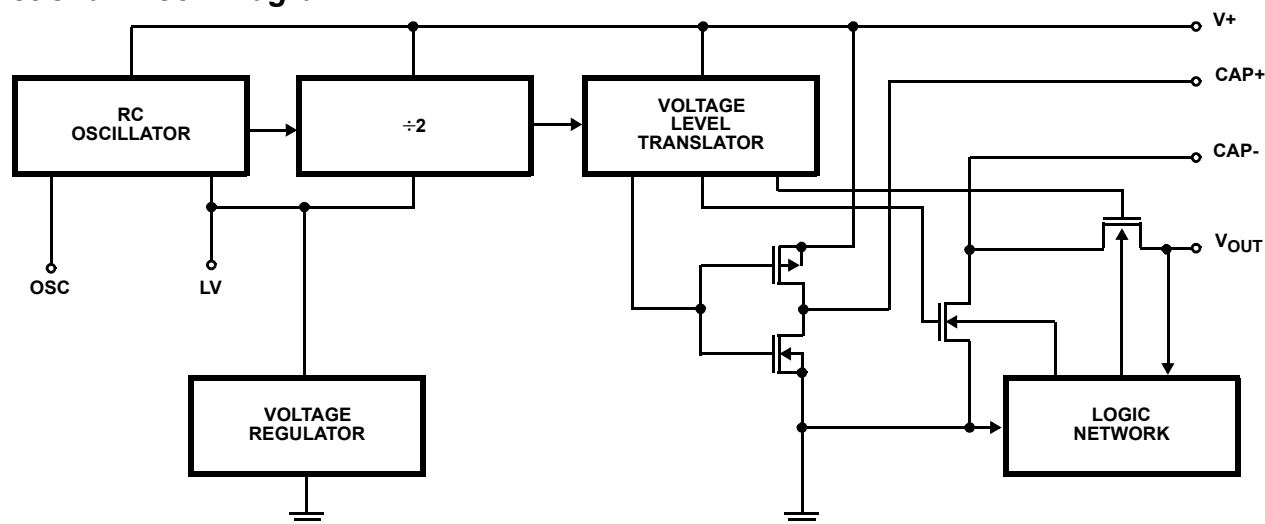 V+
CAP+
RC
OSCILLATOR
÷2
VOLTAGE
LEVEL
TRANSLATOR
CAP-
VOUT
OSC
LV
VOLTAGE
REGULATOR
LOGIC
NETWORK